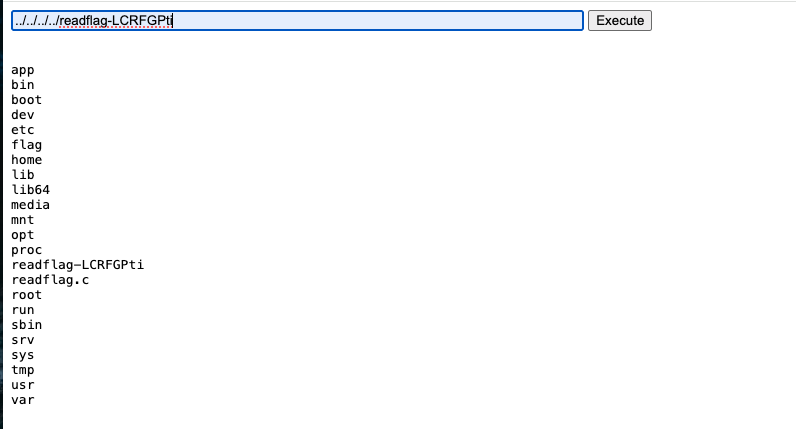 ../../../../readflag-LCRFGPti
Execute
app
bin
boot
dev
etc
flag
home
lib
lib64
media
mnt
opt
proc
readflag-LCRFGPti
readflag.c
root
run
sbin
srv
sys
tmp
usr
var